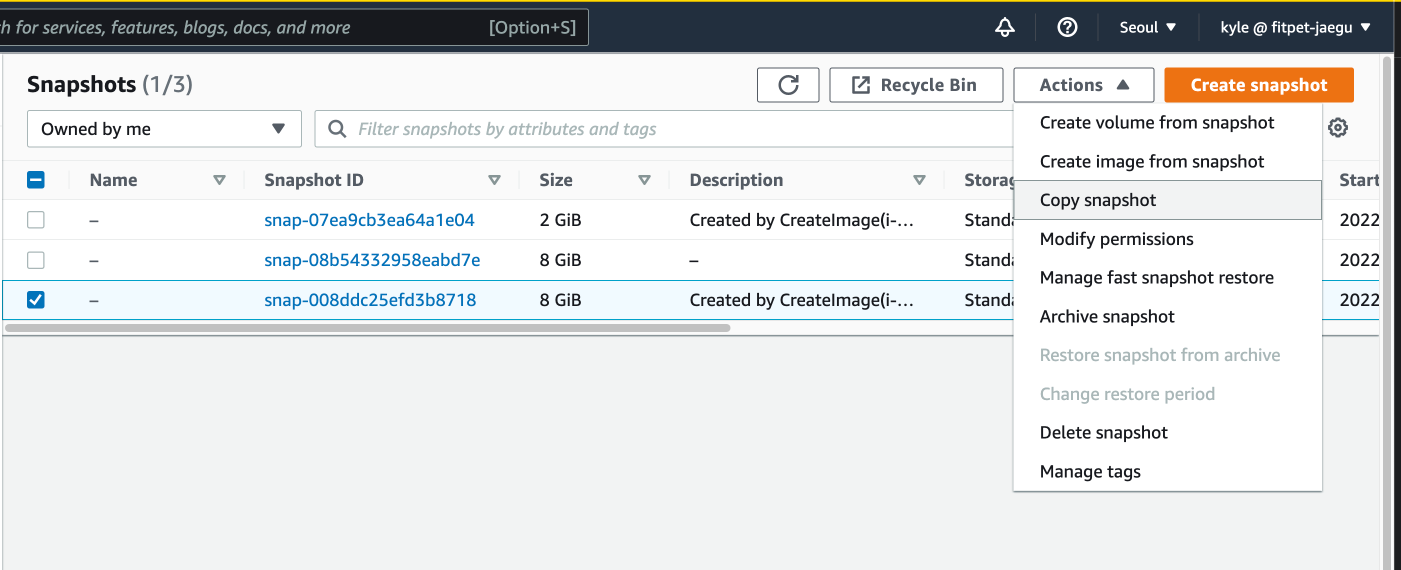 h for services, features, blogs, docs, and more [Option+S] Seoul ▼ kyle @ fitpet-jaegu ▼
Snapshots (1/3) Recycle Bin Actions ▲ Create snapshot
Owned by me ▼ Filter snapshots by attributes and tags
Name Snapshot ID Size Description Storag Start
– snap-07ea9cb3ea64a1e04 2 GiB Created by CreateImage(i-... Standa 2022
– snap-08b54332958eabd7e 8 GiB – Standa 2022
– snap-008ddc25efd3b8718 8 GiB Created by CreateImage(i-... Standa 2022
Create volume from snapshot
Create image from snapshot
Copy snapshot
Modify permissions
Manage fast snapshot restore
Archive snapshot
Restore snapshot from archive
Change restore period
Delete snapshot
Manage tags